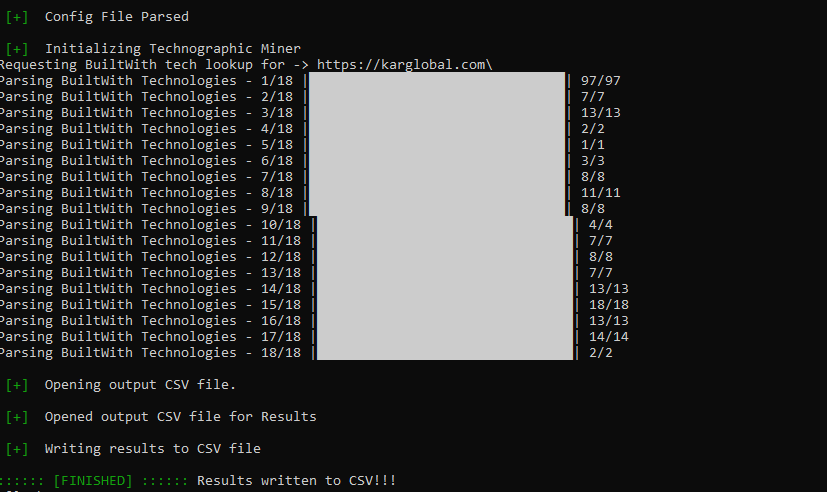 [+] Config File Parsed
[+] Initializing Technographic Miner
Requesting BuiltWith tech lookup for -> https://karglobal.com\
Parsing BuiltWith Technologies - 1/18 | | 97/97
Parsing BuiltWith Technologies - 2/18 | | 7/7
Parsing BuiltWith Technologies - 3/18 | | 13/13
Parsing BuiltWith Technologies - 4/18 | | 2/2
Parsing BuiltWith Technologies - 5/18 | | 1/1
Parsing BuiltWith Technologies - 6/18 | | 3/3
Parsing BuiltWith Technologies - 7/18 | | 8/8
Parsing BuiltWith Technologies - 8/18 | | 11/11
Parsing BuiltWith Technologies - 9/18 | | 8/8
Parsing BuiltWith Technologies - 10/18 | | 4/4
Parsing BuiltWith Technologies - 11/18 | | 7/7
Parsing BuiltWith Technologies - 12/18 | | 8/8
Parsing BuiltWith Technologies - 13/18 | | 7/7
Parsing BuiltWith Technologies - 14/18 | | 13/13
Parsing BuiltWith Technologies - 15/18 | | 18/18
Parsing BuiltWith Technologies - 16/18 | | 13/13
Parsing BuiltWith Technologies - 17/18 | | 14/14
Parsing BuiltWith Technologies - 18/18 | | 2/2
[+] Opening output CSV file.
[+] Opened output CSV file for Results
[+] Writing results to CSV file
:::::: [FINISHED] :::::: Results written to CSV!!!